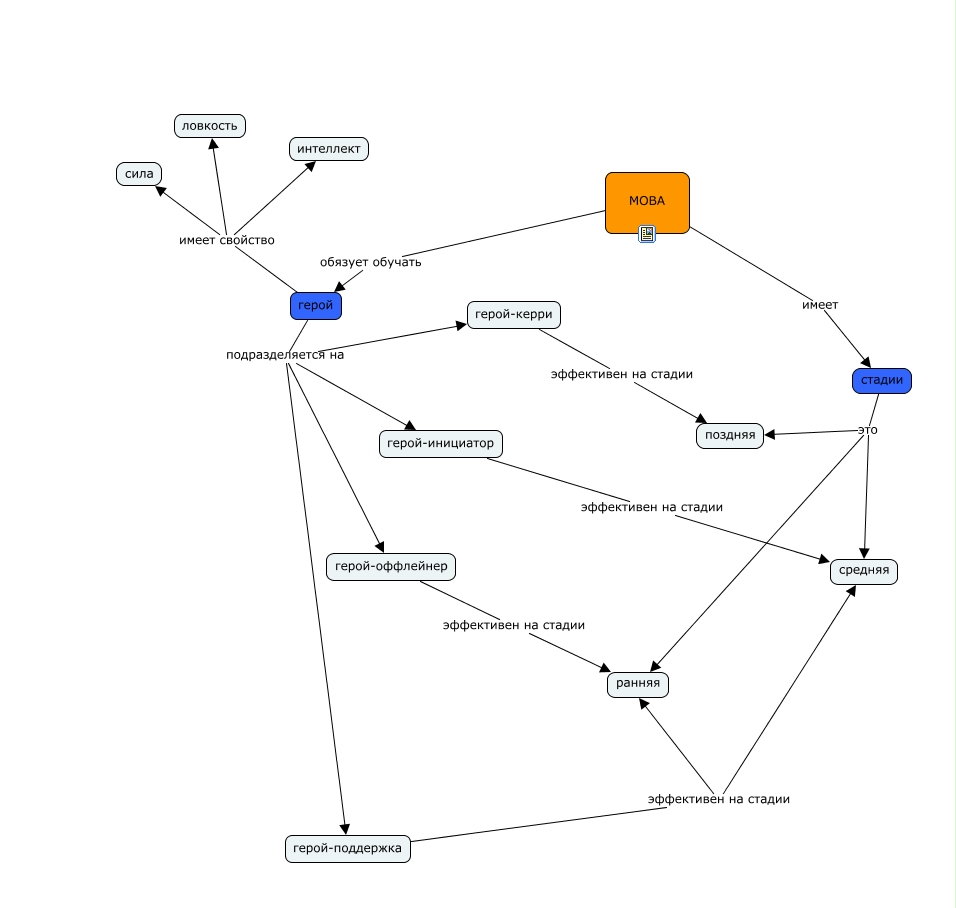 ловкость
интеллект
сила
МОВА
имеет свойство
обязует обучать
герой
имеет
герой-керри
подразделяется на
эффективен на стадии
стадии
поздняя
это
герой-инициатор
эффективен на стадии
герой-оффлейнер
средняя
эффективен на стадии
ранняя
эффективен на стадии
герой-поддержка